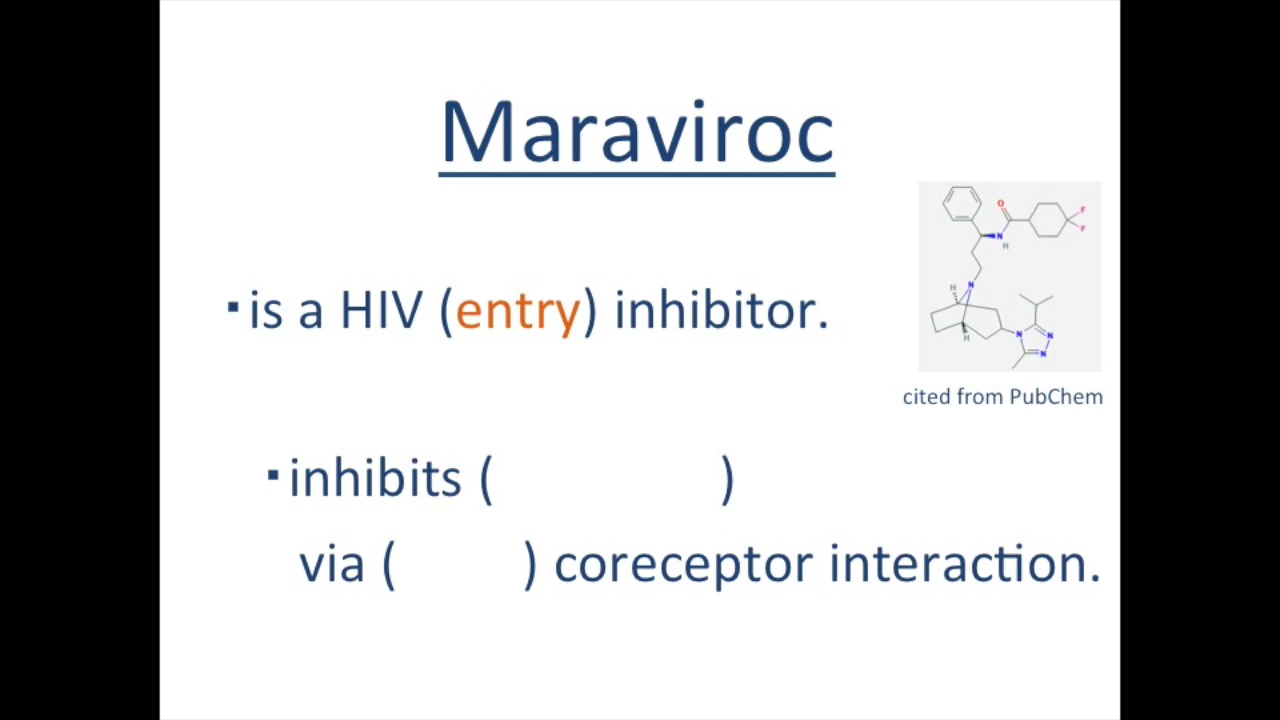 Maraviroc
▪is a HIV (entry) inhibitor.
cited from PubChem
▪inhibits ( )
via ( ) coreceptor interaction.
O
F
F
N
H
H
N
H
N
N
N